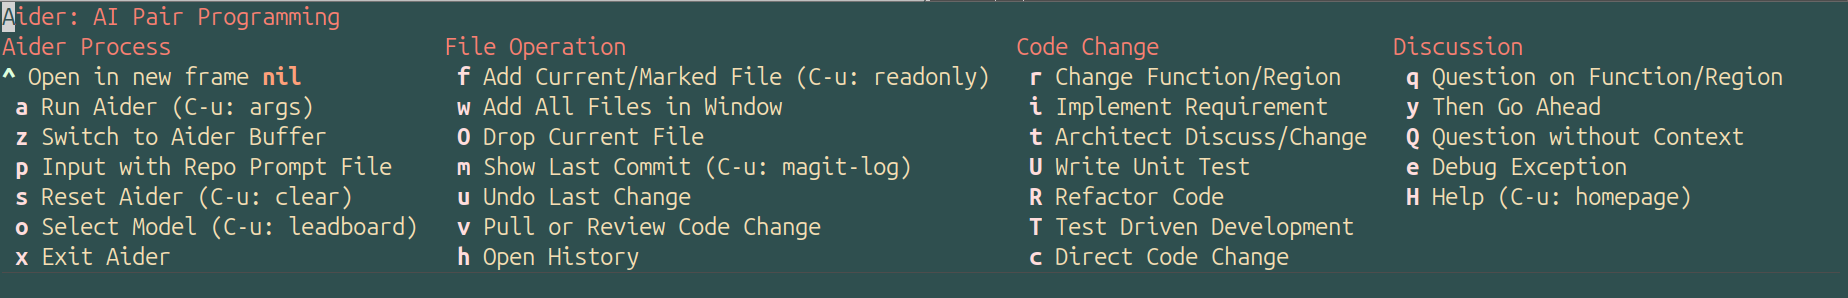 Aider: AI Pair Programming
Aider Process File Operation Code Change Discussion
^ Open in new frame nil f Add Current/Marked File (C-u: readonly) r Change Function/Region q Question on Function/Region
a Run Aider (C-u: args) w Add All Files in Window i Implement Requirement y Then Go Ahead
z Switch to Aider Buffer O Drop Current File t Architect Discuss/Change Q Question without Context
p Input with Repo Prompt File m Show Last Commit (C-u: magit-log) U Write Unit Test e Debug Exception
s Reset Aider (C-u: clear) u Undo Last Change R Refactor Code H Help (C-u: homepage)
o Select Model (C-u: leadboard) v Pull or Review Code Change T Test Driven Development
x Exit Aider h Open History c Direct Code Change